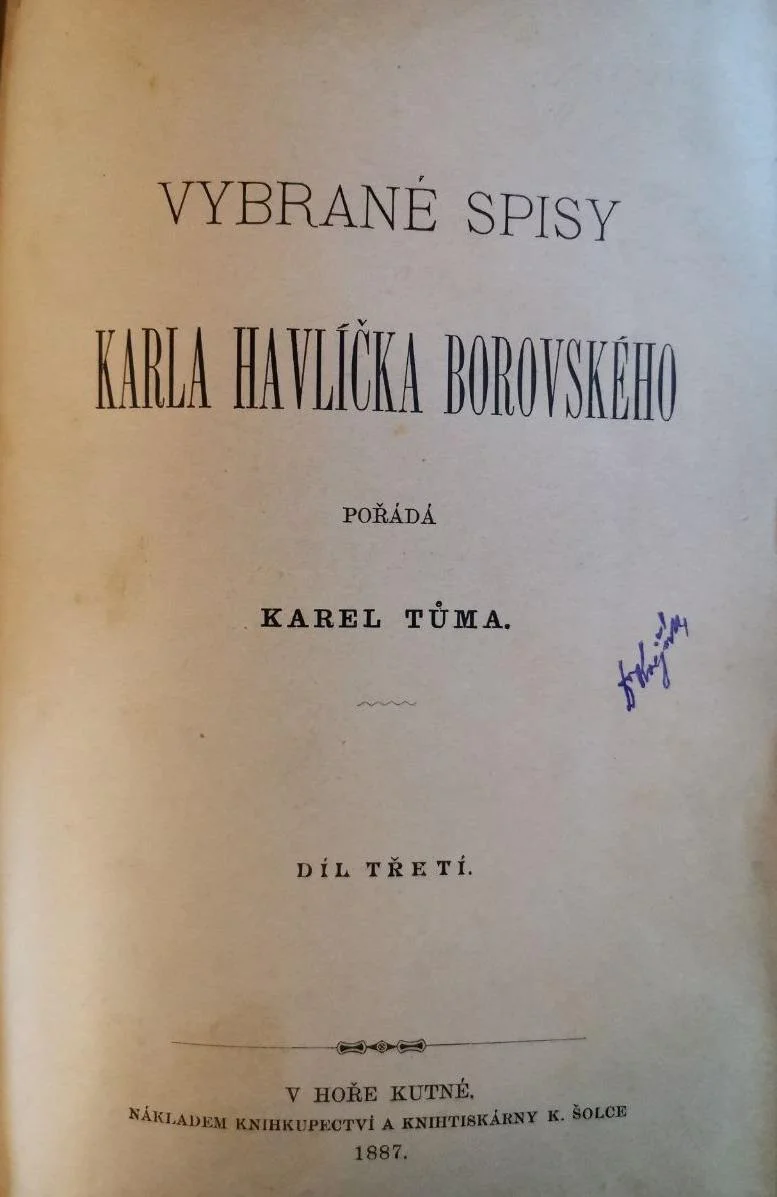 VYBRANÉ SPISY
KARLA HAVLÍČKA BOROVSKÉHO
POŘÁDÁ
KAREL TŮMA.
DÍL TŘETÍ.
V HOŘE KUTNÉ.
NÁKLADEM KNIHKUPECTVÍ A KNIHTISKÁRNY K. ŠOLCE
1887.